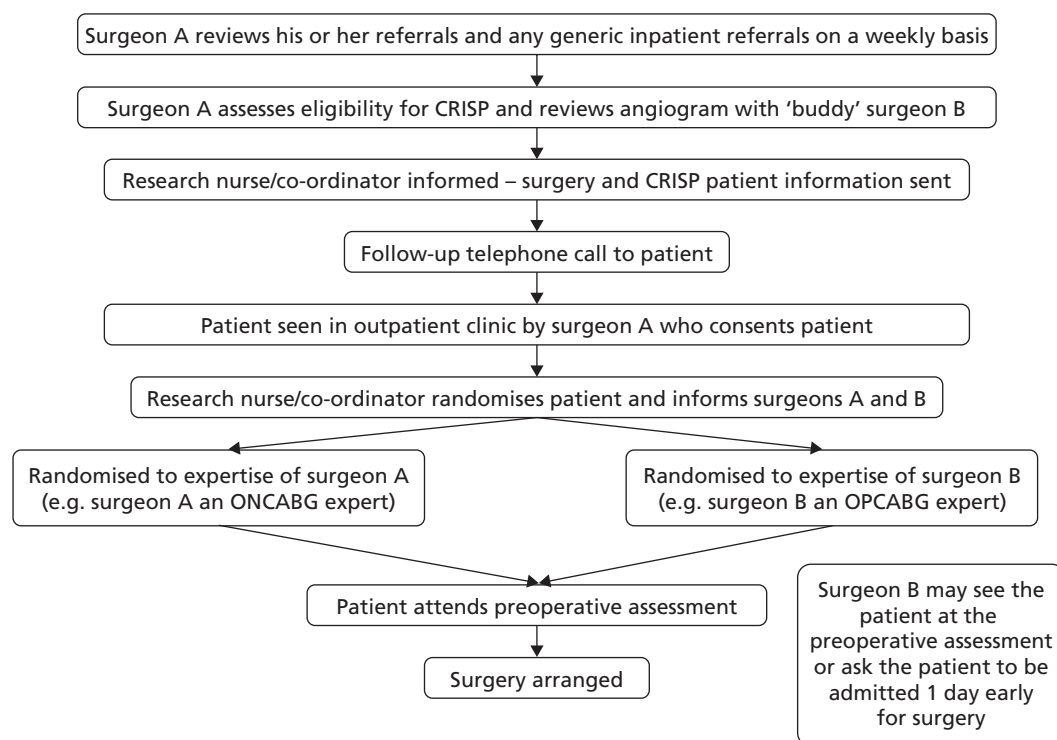 Surgeon A reviews his or her referrals and any generic inpatient referrals on a weekly basis
Surgeon A assesses eligibility for CRISP and reviews angiogram with ‘buddy’ surgeon B
Research nurse/co-ordinator informed – surgery and CRISP patient information sent
Follow-up telephone call to patient
Patient seen in outpatient clinic by surgeon A who consents patient
Research nurse/co-ordinator randomises patient and informs surgeons A and B
Randomised to expertise of surgeon A
(e.g. surgeon A an ONCABG expert)
Randomised to expertise of surgeon B
(e.g. surgeon B an OPCABG expert)
Patient attends preoperative assessment
Surgery arranged
Surgeon B may see the
patient at the
preoperative assessment
or ask the patient to be
admitted 1 day early
for surgery